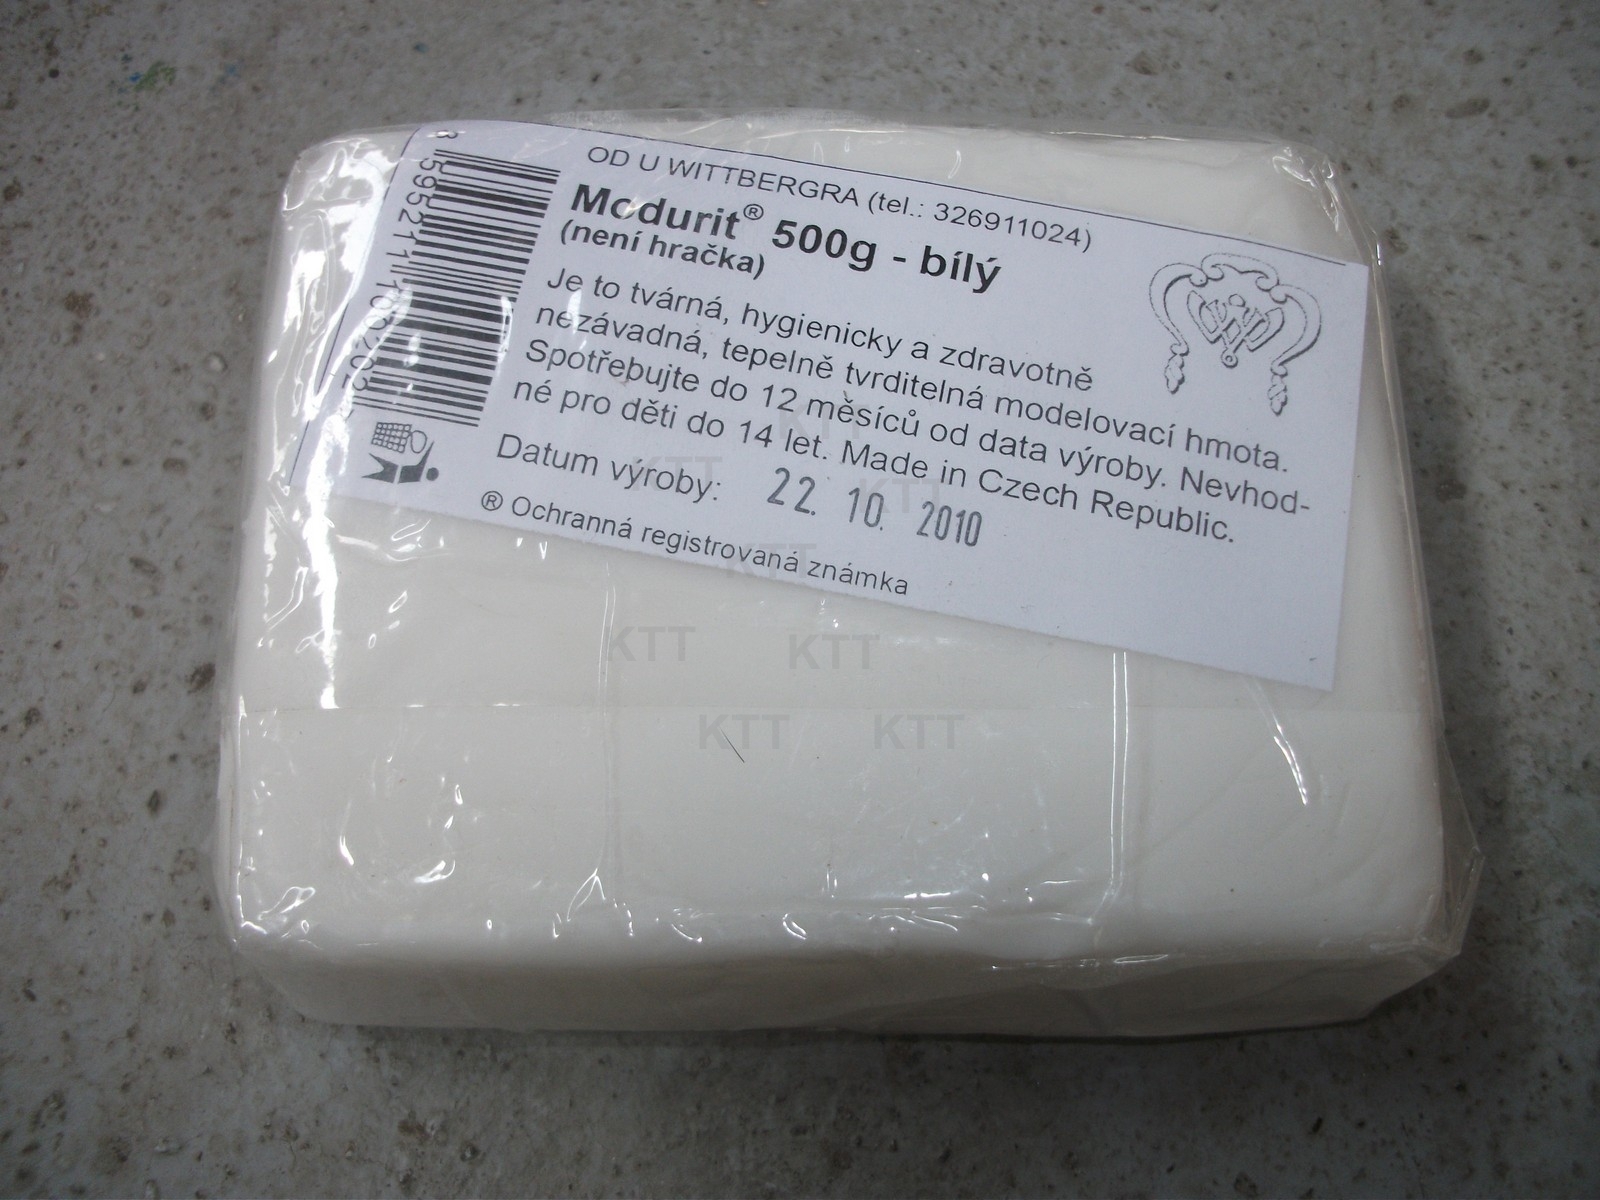 OD U WITTBERGRA (tel.: 326911024)
Modurit® 500g - bílý
(není hračka)
Je to tvárná, hygienicky a zdravotně
nezávadná, tepelně tvrditelná modelovací hmota.
Spotřebujte do 12 měsíců od data výroby. Nevhod-
né pro děti do 14 let. Made in Czech Republic.
Datum výroby: 22. 10. 2010
® Ochranná registrovaná známka
KTT
KTT KTT
KTT
KTT KTT
KTT KTT